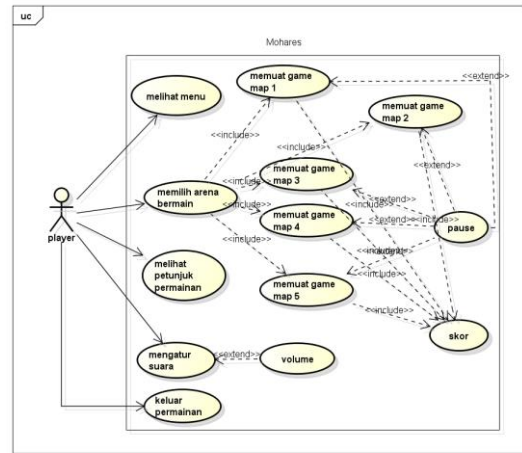 uc
Mohares
memuat game
map 1
<<extend>>
melihat menu
memuat game
map 2
<<include>>
<<extend>>
memuat game
map 3
<<include>>
memilih arena
bermain
<<include>>
<<include>>
memuat game
map 4
<<extend>>
<<include>>
pause
player
<<include>>
melihat
petunjuk
permainan
memuat game
map 5
<<include>>
<<include>>
skor
mengatur
suara
<<extend>>
volume
keluar
permainan